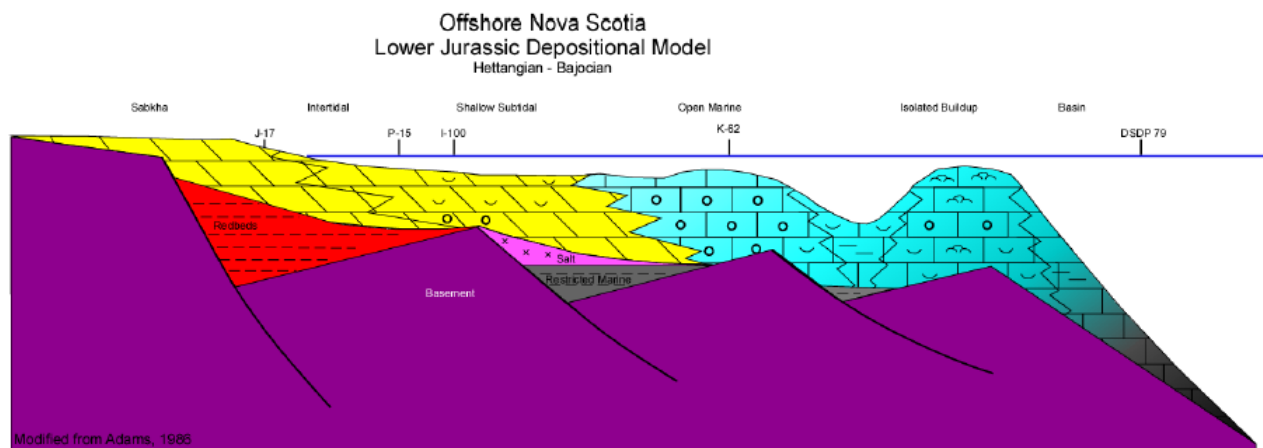 Offshore Nova Scotia
Lower Jurassic Depositional Model
Hettangian - Bajocian
Sabkha Intertidal Shallow Subtidal Open Marine Isolated Buildup Basin
J-17 P-15 I-100 K-62 DSDP 79
Redbeds
Salt
Restricted Marine
Basement
Modified from Adams, 1986